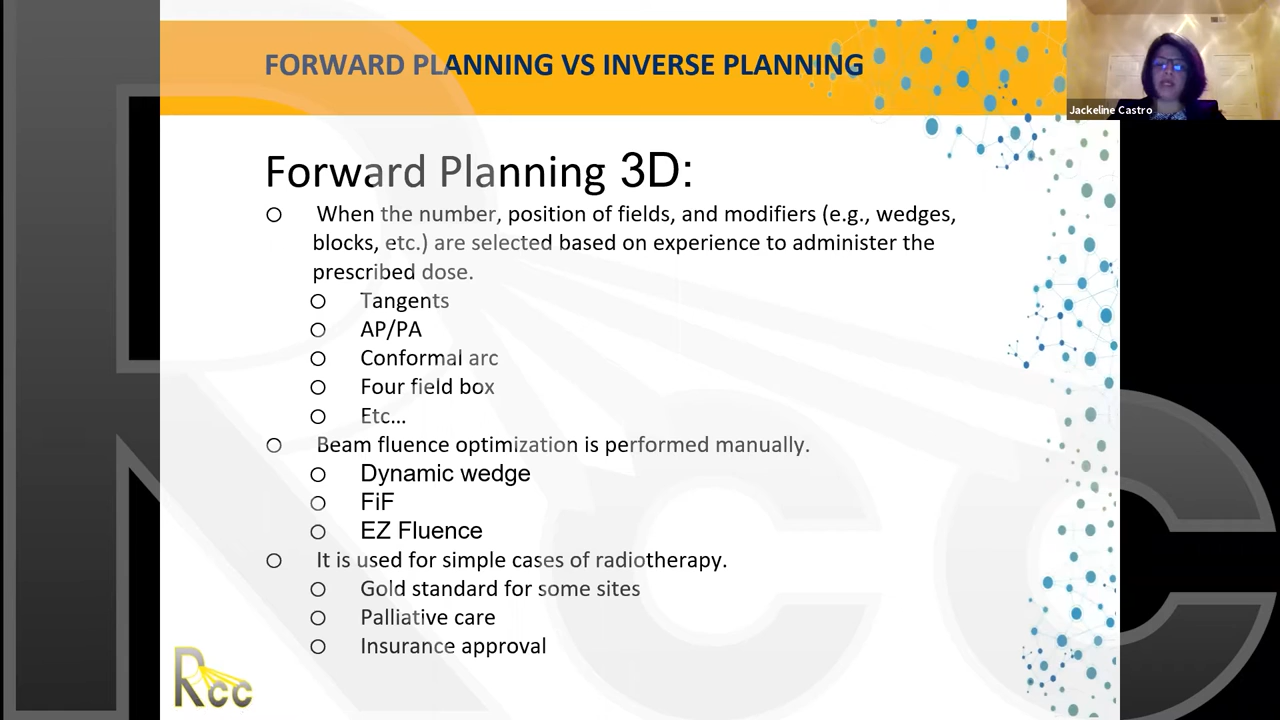 FORWARD PLANNING VS INVERSE PLANNING
Jackeline Castro
Forward Planning 3D:
When the number, position of fields, and modifiers (e.g., wedges,
blocks, etc.) are selected based on experience to administer the
prescribed dose.
Tangents
AP/PA
Conformal arc
Four field box
Etc...
Beam fluence optimization is performed manually.
Dynamic wedge
FiF
EZ Fluence
It is used for simple cases of radiotherapy.
Gold standard for some sites
Palliative care
Insurance approval
Rcc
Rcc